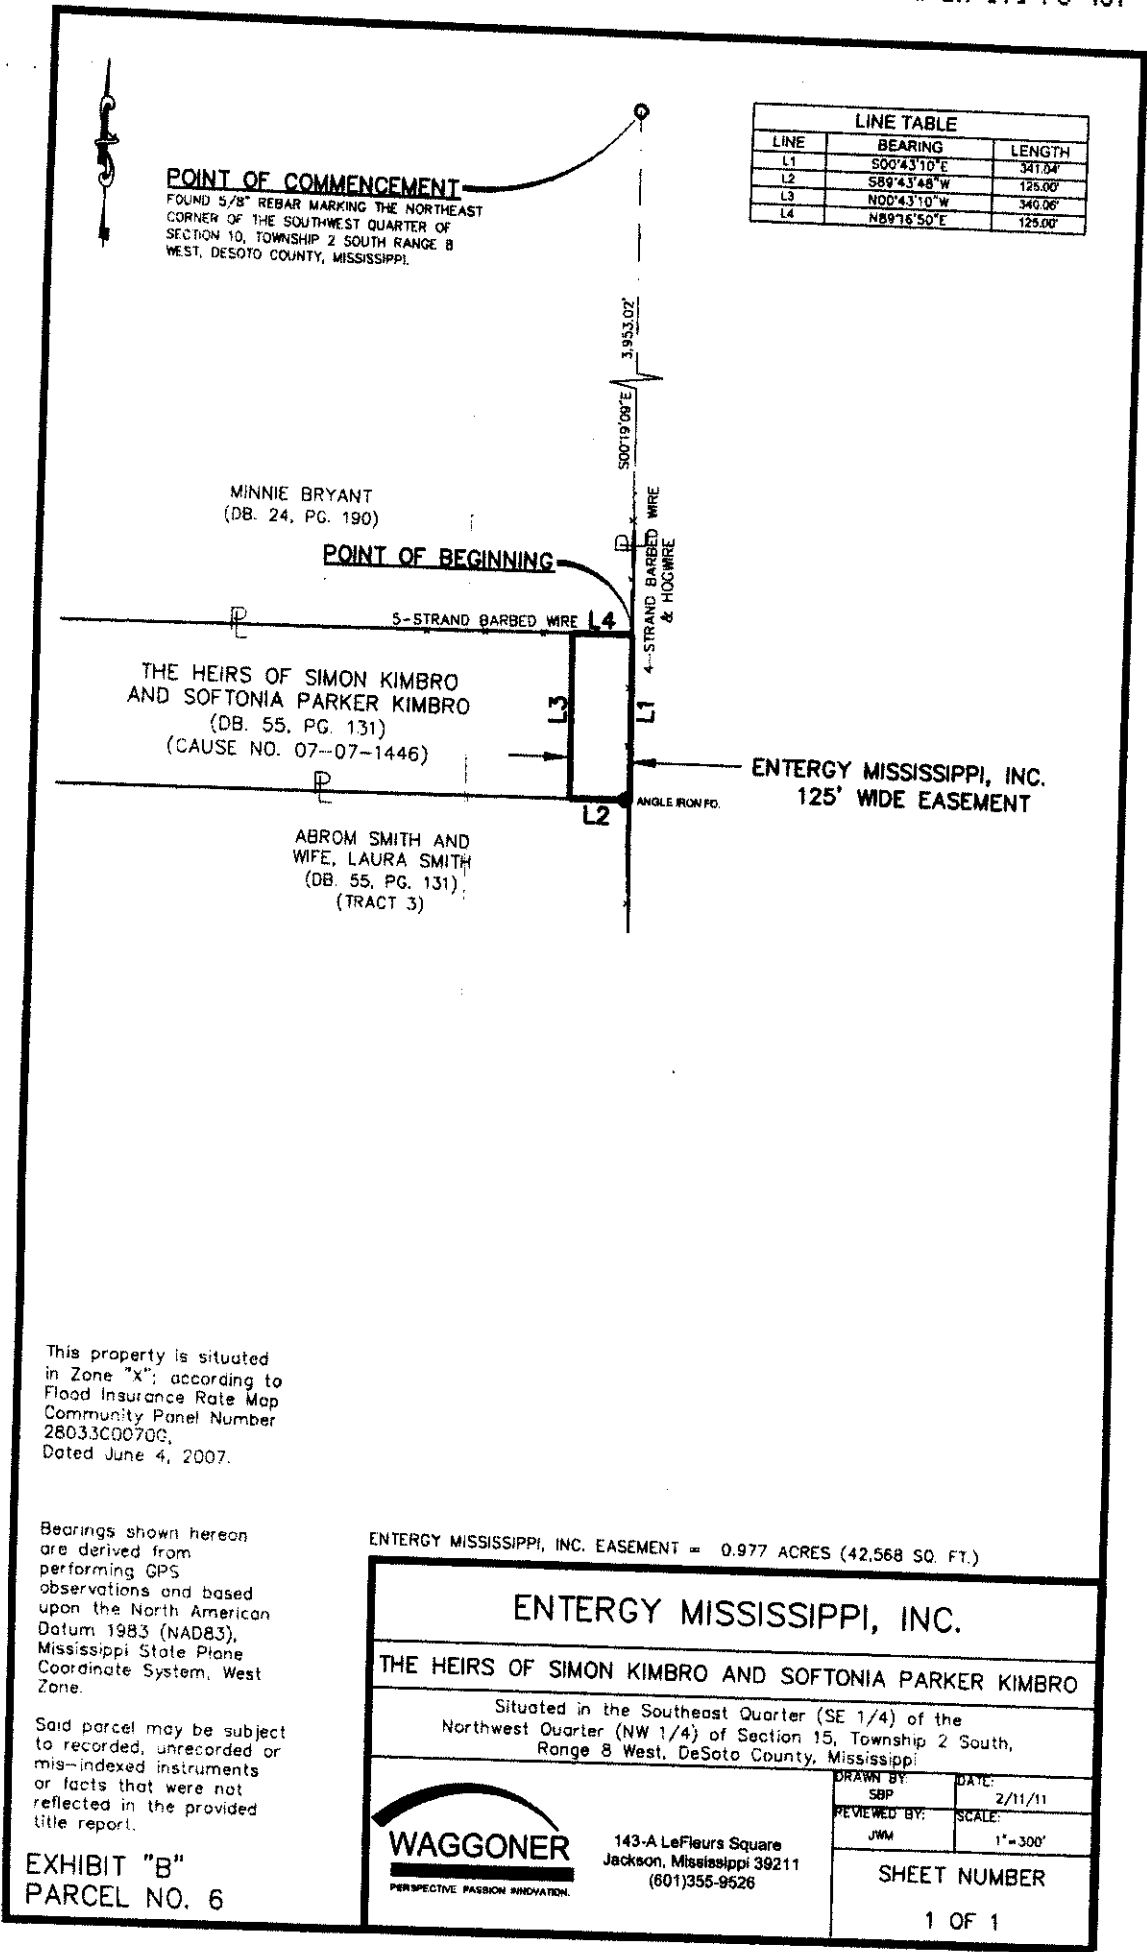 POINT OF COMMENCEMENT
FOUND 5/8" REBAR MARKING THE NORTHEAST
CORNER OF THE SOUTHWEST QUARTER OF
SECTION 10, TOWNSHIP 2 SOUTH RANGE 8
WEST, DESOTO COUNTY, MISSISSIPPI.
LINE TABLE
LINE BEARING LENGTH
L1 S00°43'10"E 341.04'
L2 S89°43'48"W 125.00'
L3 N00°43'10"W 340.06'
L4 N89°16'50"E 125.00'
S00°19'09"E 3,953.02'
MINNIE BRYANT
(DB. 24, PG. 190)
POINT OF BEGINNING
4-STRAND BARBED WIRE
& HOGWIRE
PL
PL
5-STRAND BARBED WIRE L4
THE HEIRS OF SIMON KIMBRO
AND SOFTONIA PARKER KIMBRO
(DB. 55, PG. 131)
(CAUSE NO. 07-07-1446)
L3
L1
PL
ENTERGY MISSISSIPPI, INC.
125' WIDE EASEMENT
L2
ANGLE IRON FD.
ABROM SMITH AND
WIFE, LAURA SMITH
(DB. 55, PG. 131)
(TRACT 3)
This property is situated
in Zone "X"; according to
Flood Insurance Rate Map
Community Panel Number
28033C0070G,
Dated June 4, 2007.
Bearings shown hereon
are derived from
performing GPS
observations and based
upon the North American
Datum 1983 (NAD83),
Mississippi State Plane
Coordinate System, West
Zone.
Said parcel may be subject
to recorded, unrecorded or
mis-indexed instruments
or facts that were not
reflected in the provided
title report.
EXHIBIT "B"
PARCEL NO. 6
ENTERGY MISSISSIPPI, INC. EASEMENT = 0.977 ACRES (42,568 SQ. FT.)
ENTERGY MISSISSIPPI, INC.
THE HEIRS OF SIMON KIMBRO AND SOFTONIA PARKER KIMBRO
Situated in the Southeast Quarter (SE 1/4) of the
Northwest Quarter (NW 1/4) of Section 15, Township 2 South,
Range 8 West, DeSoto County, Mississippi
WAGGONER
PERSPECTIVE PASSION INNOVATION.
143-A LeFleurs Square
Jackson, Mississippi 39211
(601)355-9526
DRAWN BY:
SBP
DATE:
2/11/11
REVIEWED BY:
JWM
SCALE:
1"=300'
SHEET NUMBER
1 OF 1